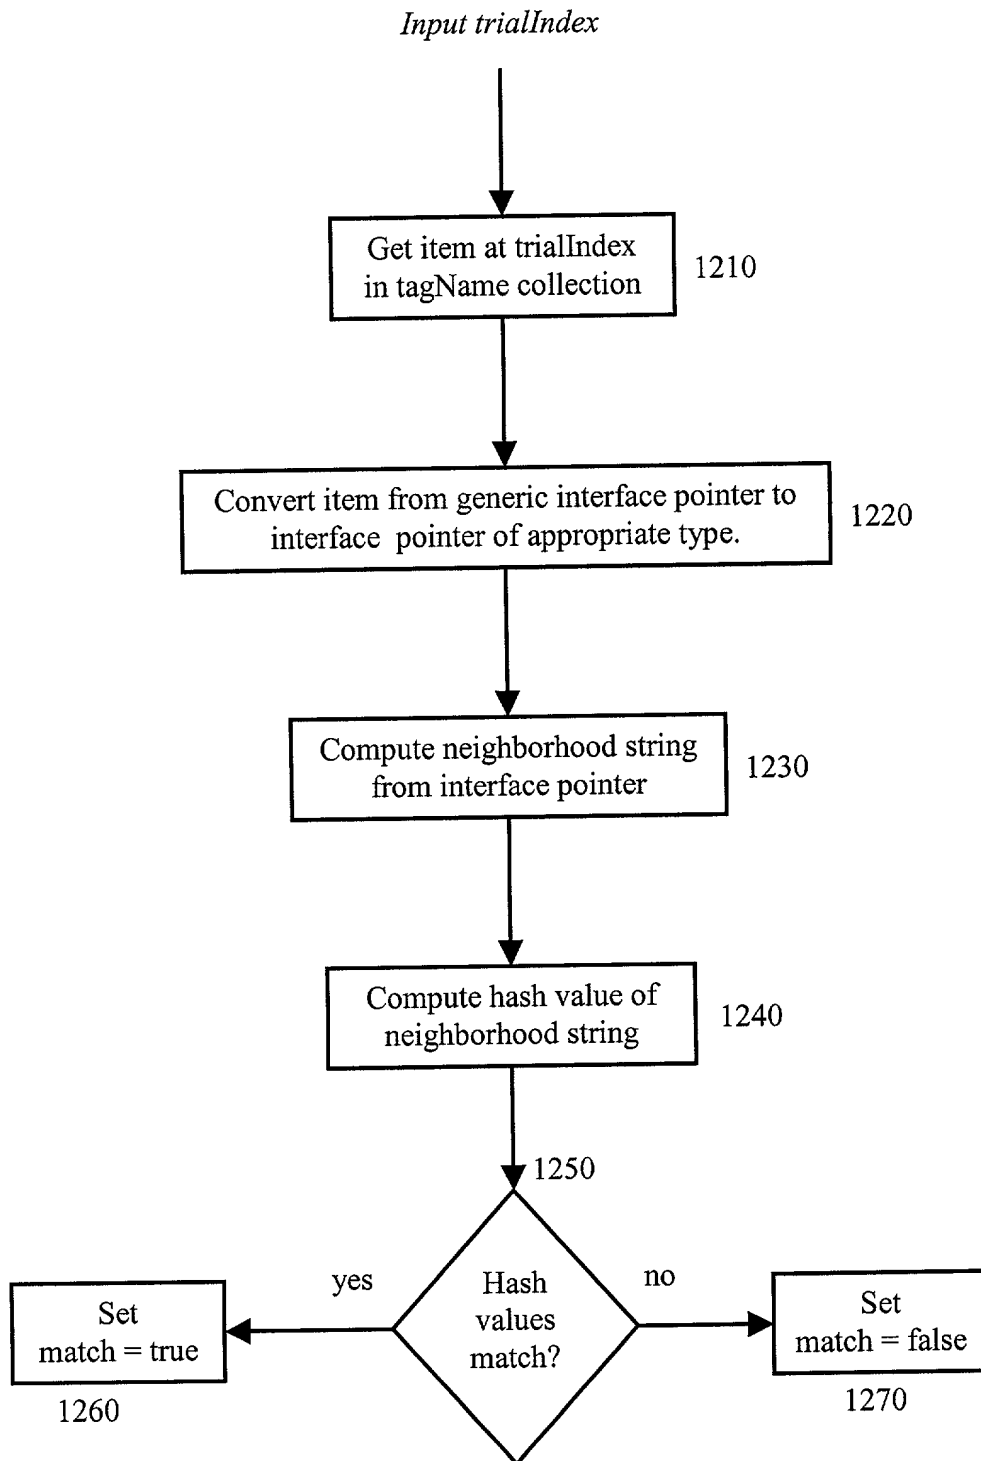 Input trialIndex
Get item at trialIndex
in tagName collection
1210
Convert item from generic interface pointer to
interface pointer of appropriate type.
1220
Compute neighborhood string
from interface pointer
1230
Compute hash value of
neighborhood string
1240
1250
Hash
values
match?
yes
no
Set
match = true
1260
Set
match = false
1270